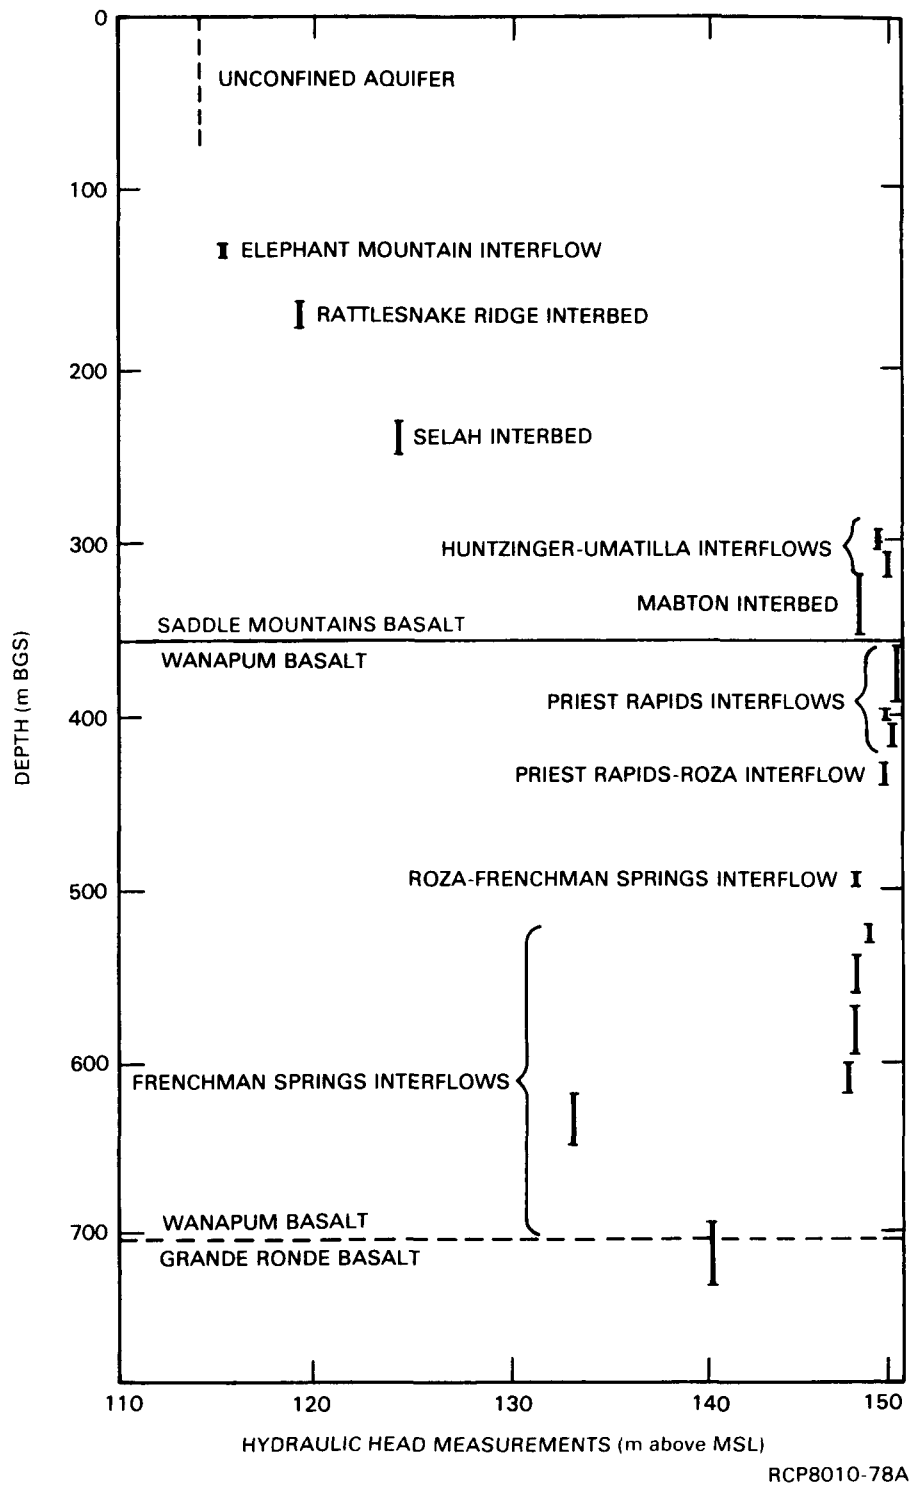 0
UNCONFINED AQUIFER
100
ELEPHANT MOUNTAIN INTERFLOW
RATTLESNAKE RIDGE INTERBED
200
SELAH INTERBED
300
HUNTZINGER-UMATILLA INTERFLOWS
MABTON INTERBED
SADDLE MOUNTAINS BASALT
WANAPUM BASALT
DEPTH (m BGS)
PRIEST RAPIDS INTERFLOWS
400
PRIEST RAPIDS-ROZA INTERFLOW
500
ROZA-FRENCHMAN SPRINGS INTERFLOW
600
FRENCHMAN SPRINGS INTERFLOWS
WANAPUM BASALT
700
GRANDE RONDE BASALT
110 120 130 140 150
HYDRAULIC HEAD MEASUREMENTS (m above MSL)
RCP8010-78A